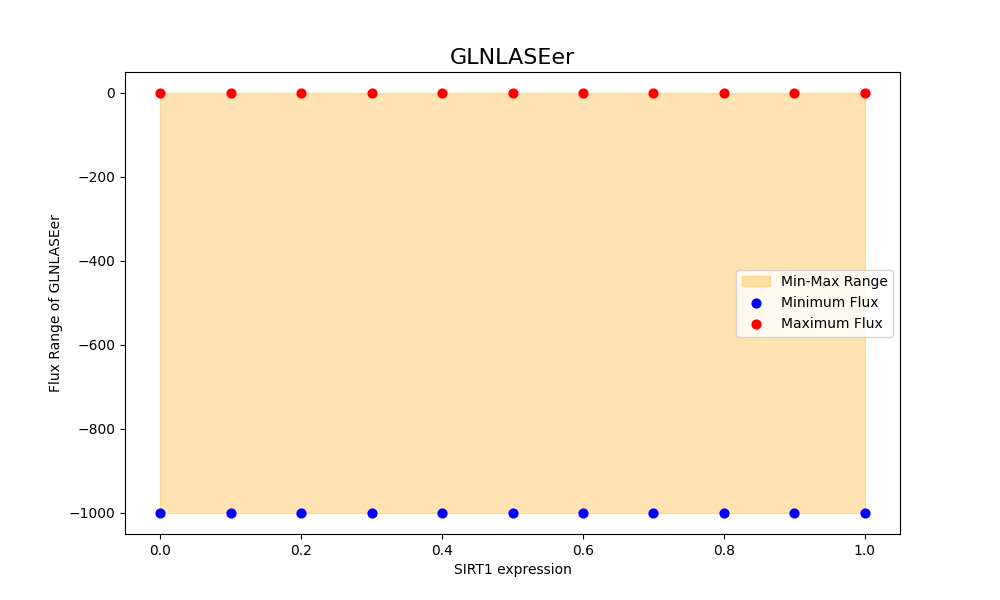 GLNLASEer
Flux Range of GLNLASEer
0
−200
−400
−600
−800
−1000
Min-Max Range
Minimum Flux
Maximum Flux
0.0 0.2 0.4 0.6 0.8 1.0
SIRT1 expression